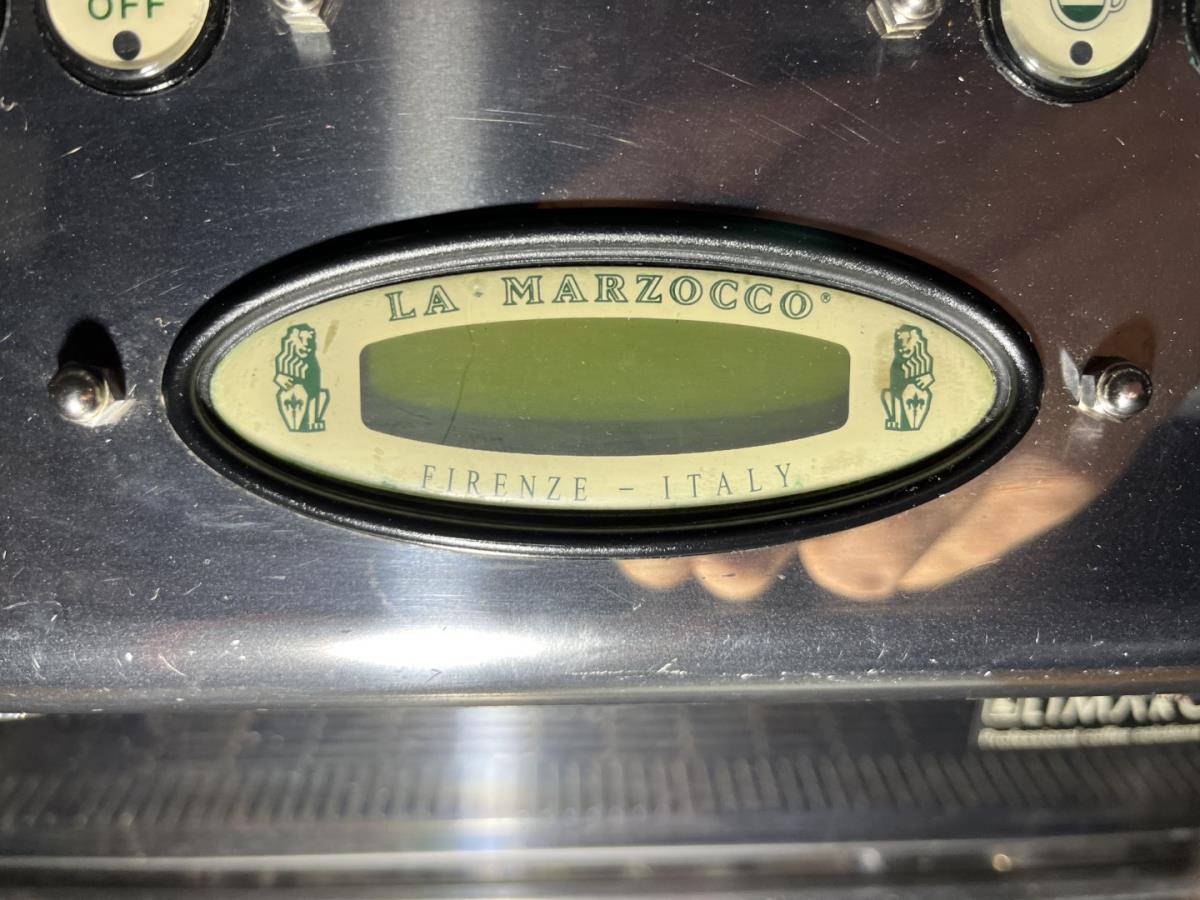 OFF
LA MARZOCCO®
FIRENZE - ITALY